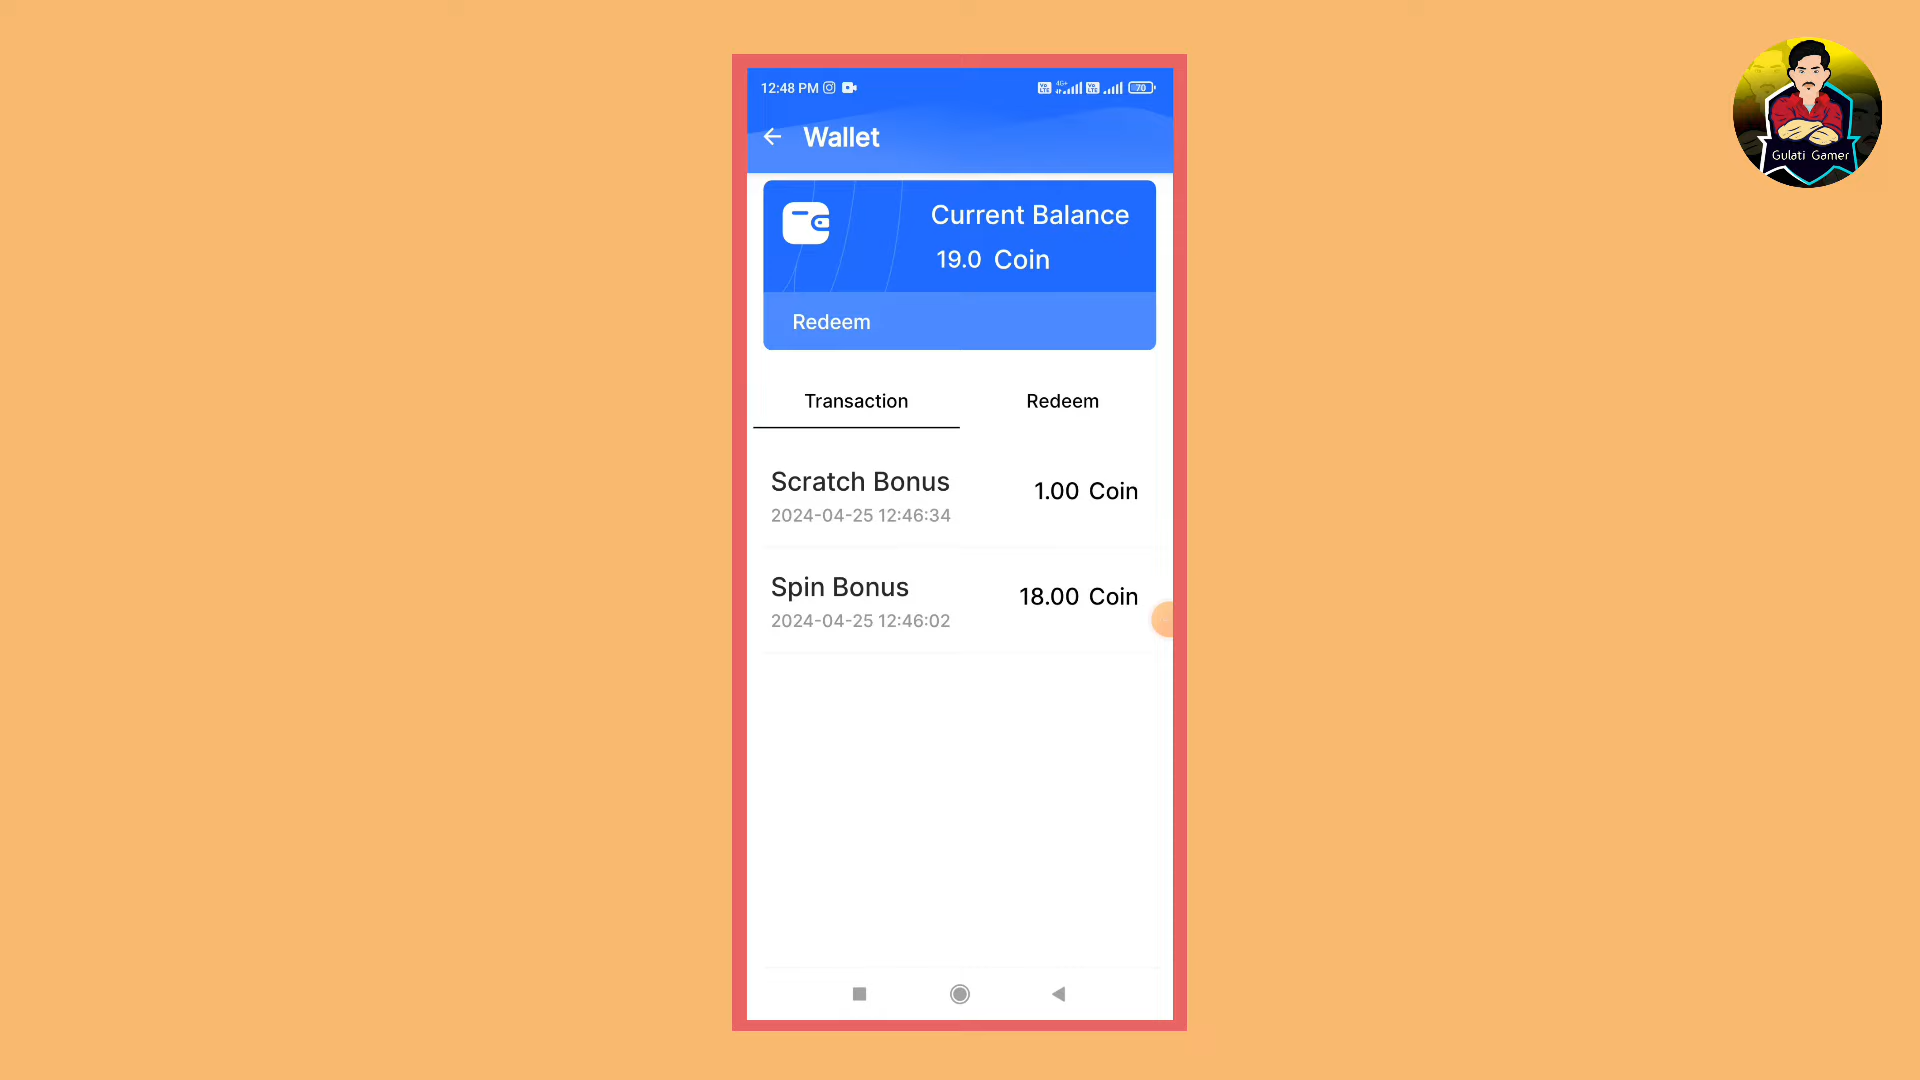 12:48 PM
70
Wallet
Current Balance
19.0 Coin
Redeem
Transaction
Redeem
Scratch Bonus
1.00 Coin
2024-04-25 12:46:34
Spin Bonus
18.00 Coin
2024-04-25 12:46:02
Gulati Gamer